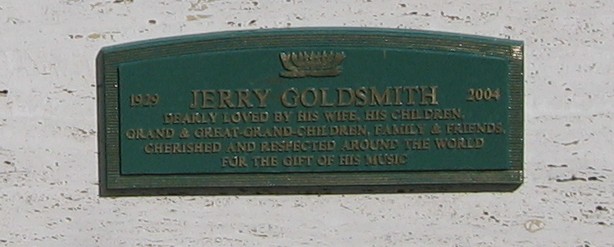 1929 JERRY GOLDSMITH 2004
DEARLY LOVED BY HIS WIFE, HIS CHILDREN,
GRAND & GREAT-GRAND-CHILDREN, FAMILY & FRIENDS,
CHERISHED AND RESPECTED AROUND THE WORLD
FOR THE GIFT OF HIS MUSIC